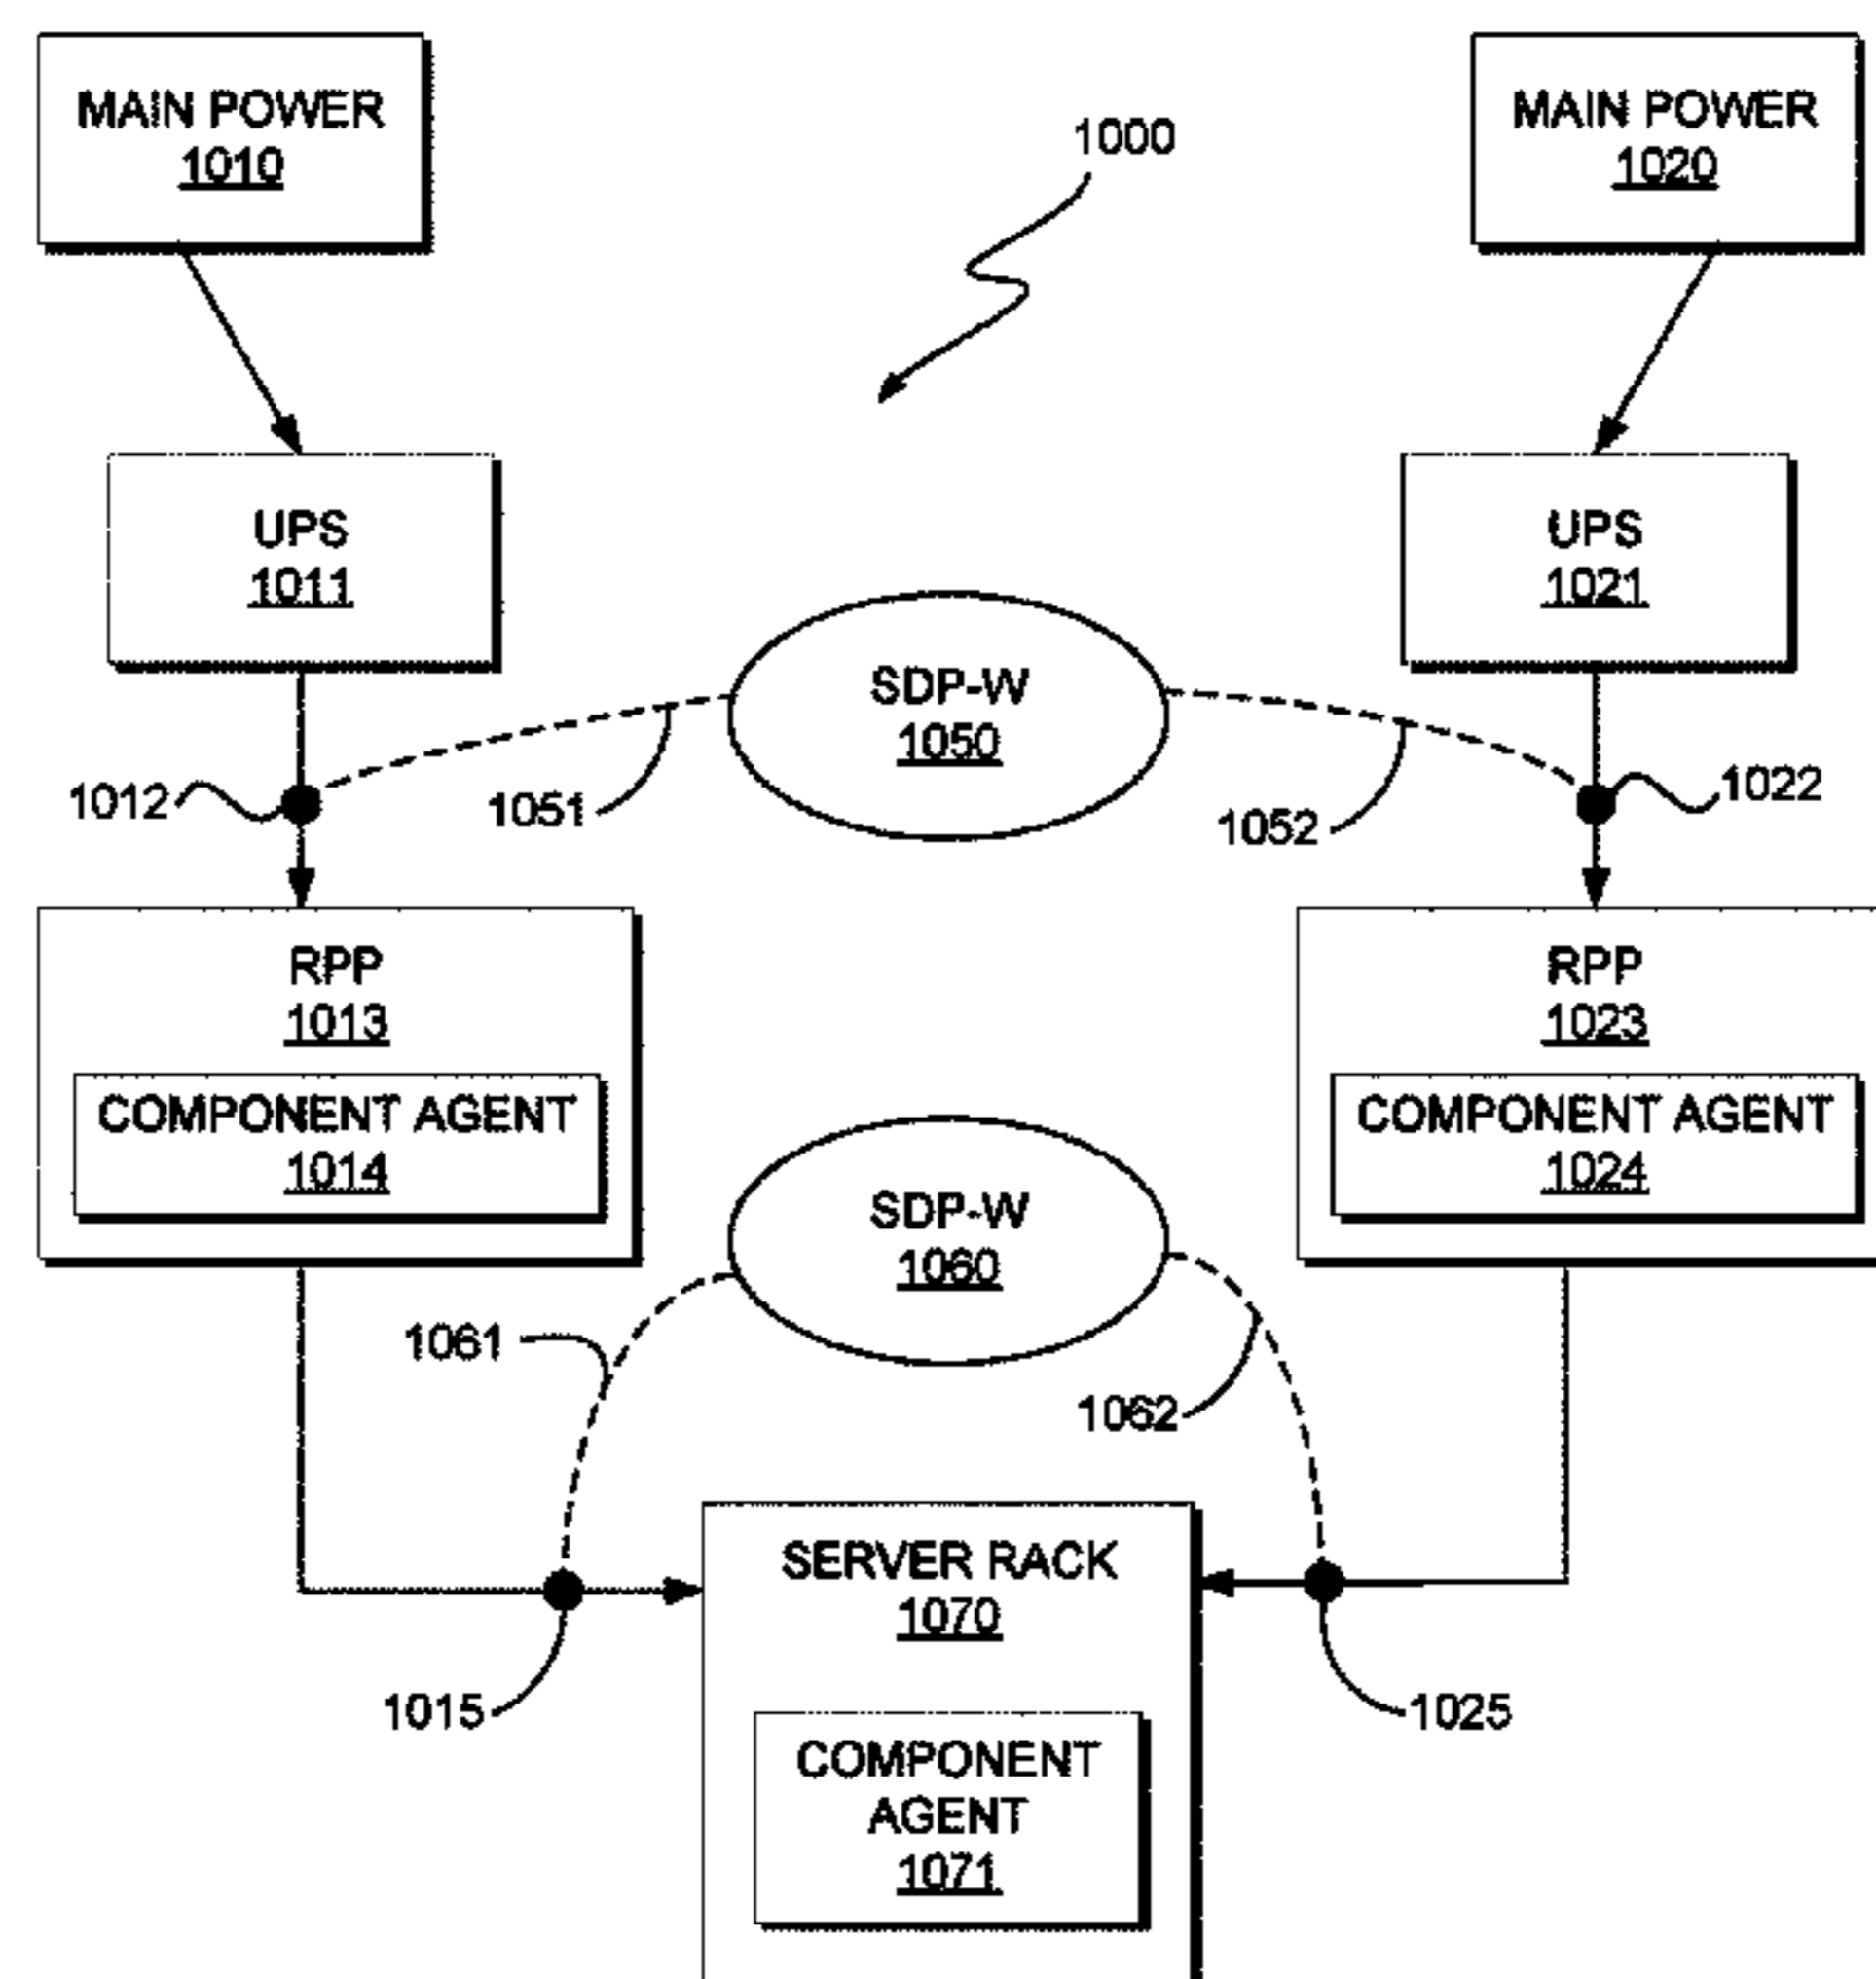 MAIN POWER
1010
MAIN POWER
1020
1000
UPS
1011
UPS
1021
SDP-W
1050
1012
1051
1052
1022
RPP
1013
COMPONENT AGENT
1014
RPP
1023
COMPONENT AGENT
1024
SDP-W
1060
1061
1062
SERVER RACK
1070
1015
1025
COMPONENT
AGENT
1071